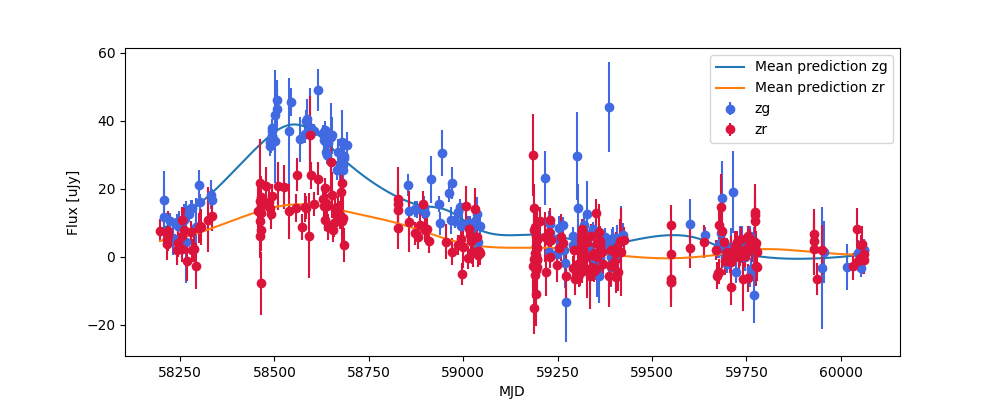 60
40
20
0
−20
Flux [uJy]
58250 58500 58750 59000 59250 59500 59750 60000
MJD
Mean prediction zg
Mean prediction zr
zg
zr